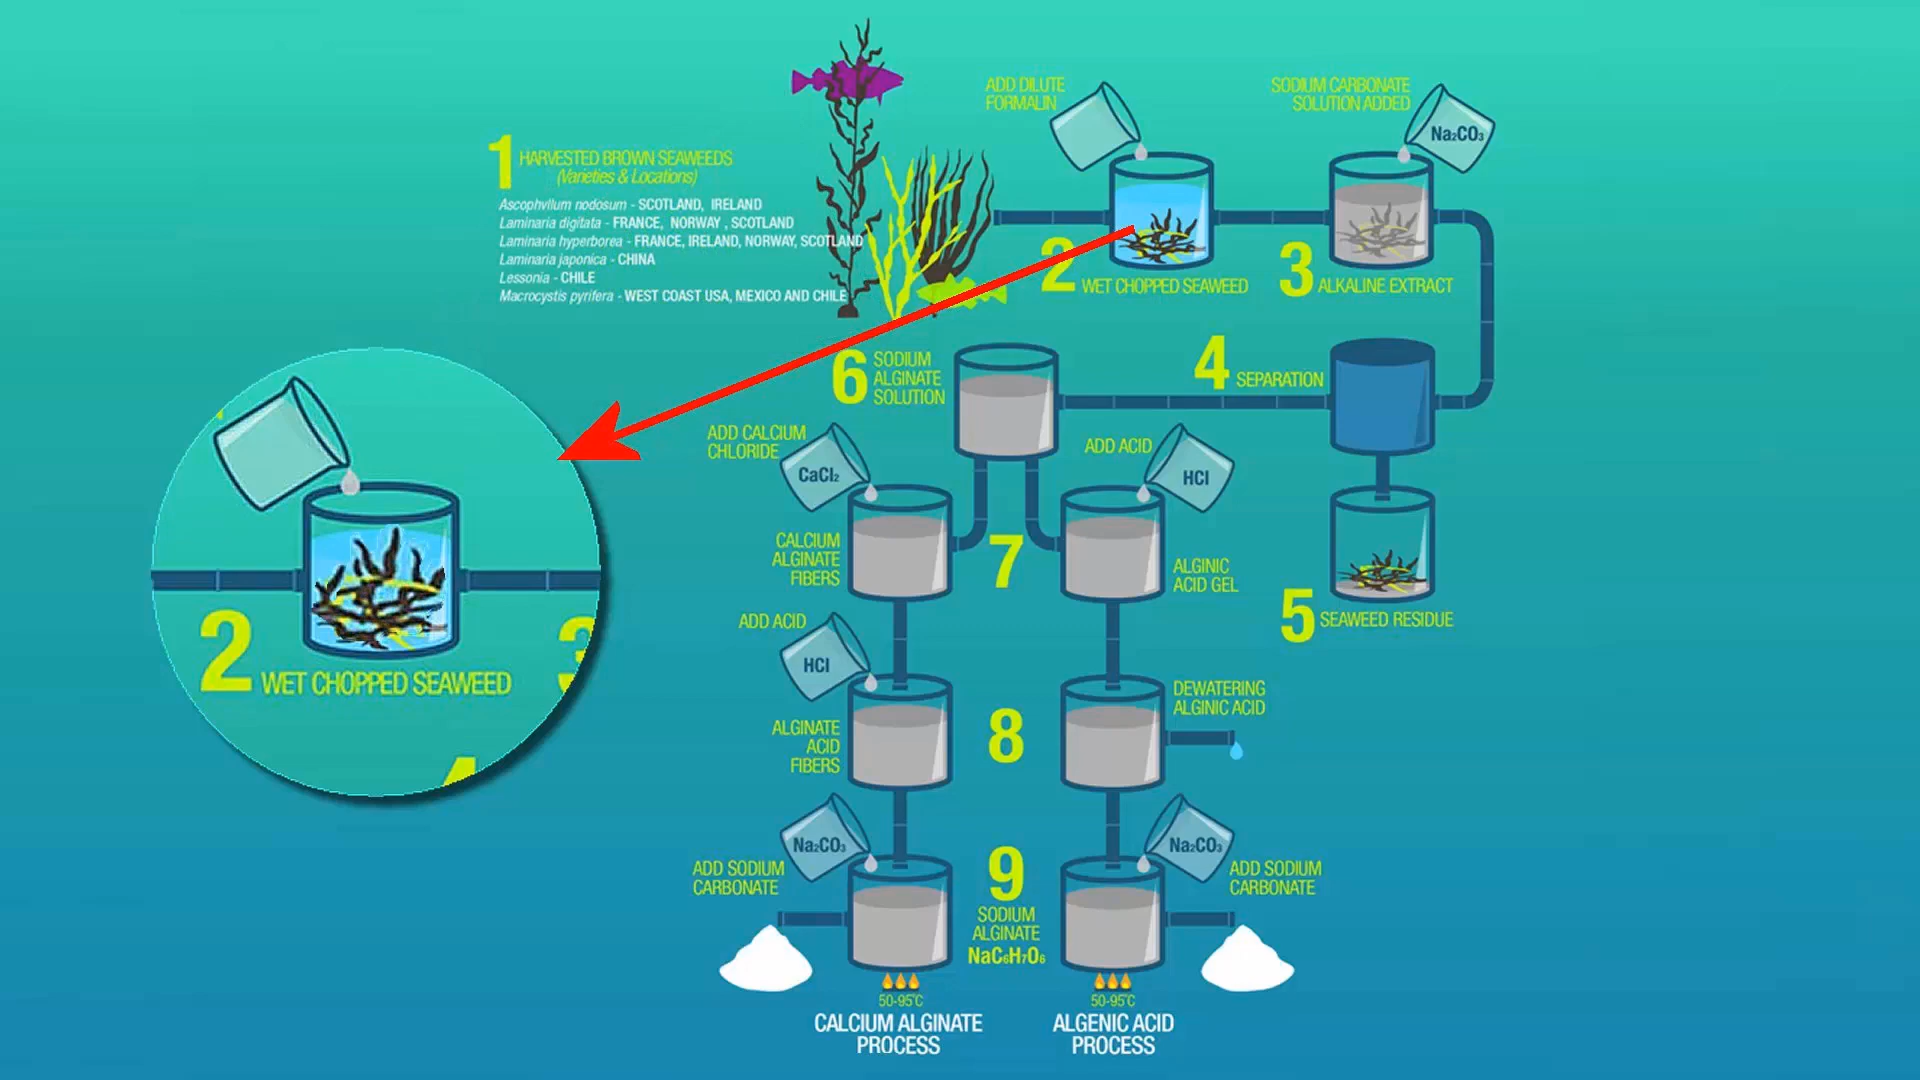 1 HARVESTED BROWN SEAWEEDS
(Varieties & Locations)
Ascophvllum nodosum - SCOTLAND, IRELAND
Laminaria digitata - FRANCE, NORWAY , SCOTLAND
Laminaria hyperborea - FRANCE, IRELAND, NORWAY, SCOTLAND
Laminaria japonica - CHINA
Lessonia - CHILE
Macrocystis pyrifera - WEST COAST USA, MEXICO AND CHILE
ADD DILUTE
FORMALIN
2 WET CHOPPED SEAWEED
SODIUM CARBONATE
SOLUTION ADDED
Na₂CO₃
3 ALKALINE EXTRACT
4 SEPARATION
5 SEAWEED RESIDUE
6 SODIUM
ALGINATE
SOLUTION
ADD CALCIUM
CHLORIDE
CaCl₂
CALCIUM
ALGINATE
FIBERS
7
ADD ACID
HCl
ALGINIC
ACID GEL
ADD ACID
HCl
ALGINATE
ACID
FIBERS
8
DEWATERING
ALGINIC ACID
ADD SODIUM
CARBONATE
Na₂CO₃
9
SODIUM
ALGINATE
NaC₆H₇O₆
Na₂CO₃
ADD SODIUM
CARBONATE
50-95°C
CALCIUM ALGINATE
PROCESS
50-95°C
ALGENIC ACID
PROCESS
2 WET CHOPPED SEAWEED
3
4